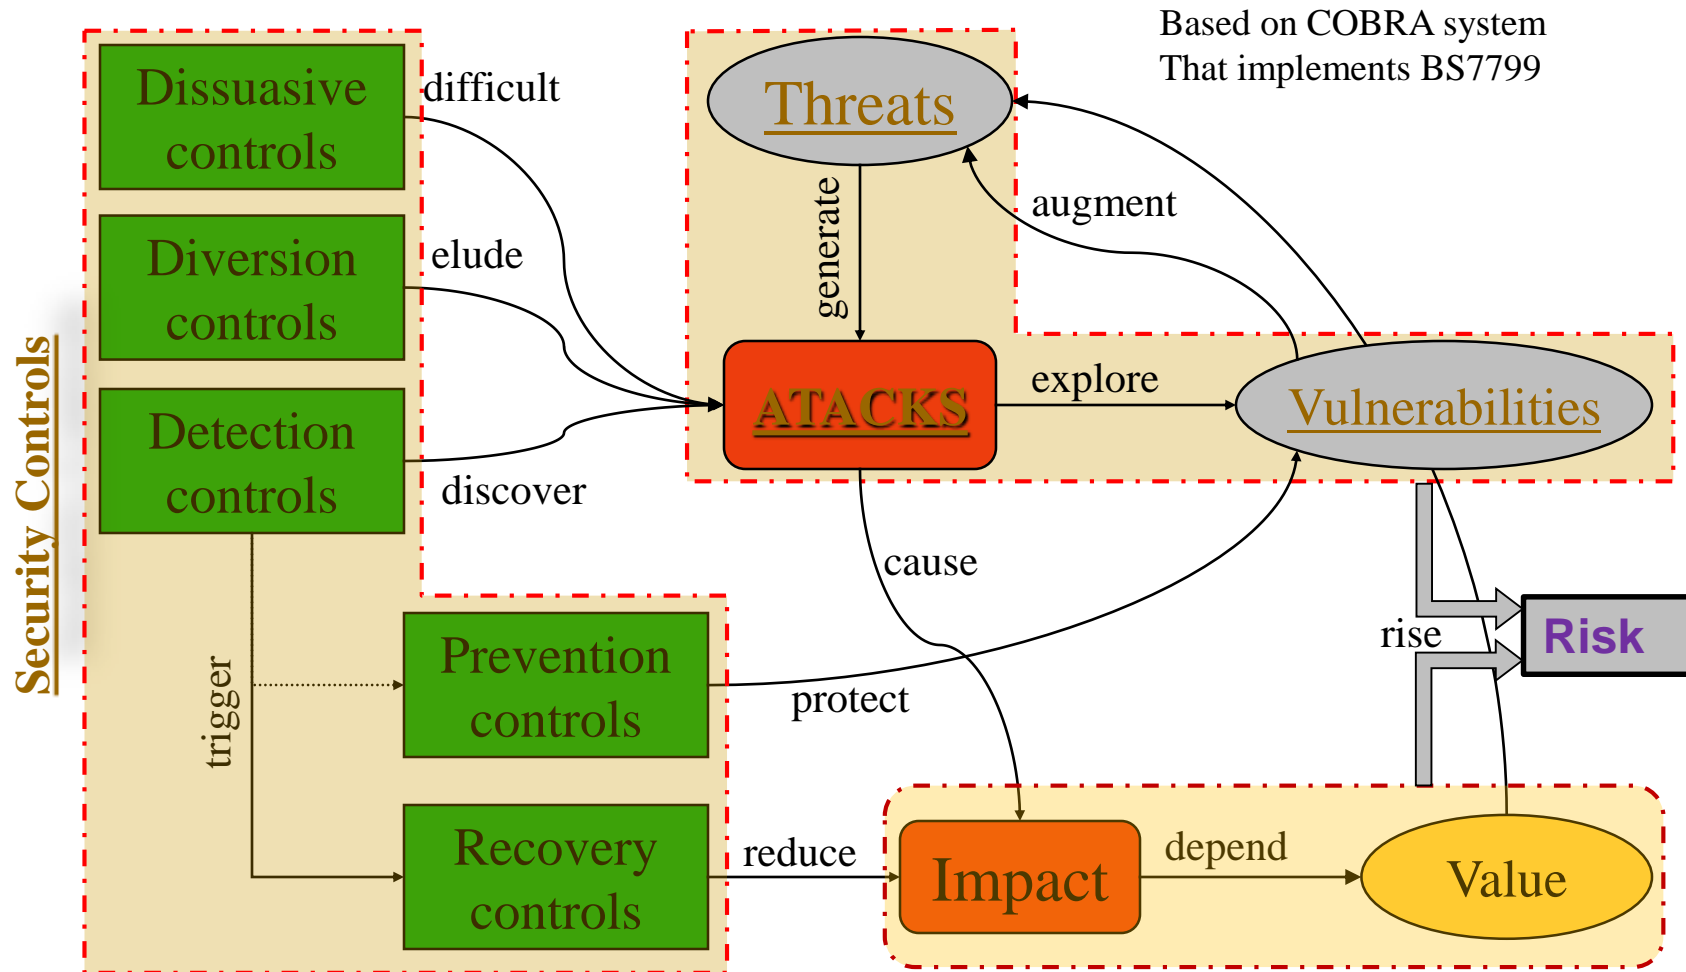 Based on COBRA system
That implements BS7799
Security Controls
Dissuasive
controls
difficult
Diversion
controls
elude
Detection
controls
discover
trigger
Prevention
controls
protect
Recovery
controls
reduce
Threats
generate
augment
ATACKS
explore
Vulnerabilities
cause
rise
Risk
Impact
depend
Value